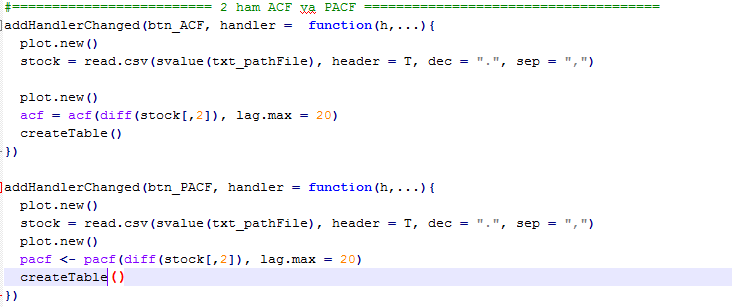 #========================= 2 ham ACF va PACF =====================================
addHandlerChanged(btn_ACF, handler =  function(h,...){
  plot.new()
  stock = read.csv(svalue(txt_pathFile), header = T, dec = ".", sep = ",")
  plot.new()
  acf = acf(diff(stock[,2]), lag.max = 20)
  createTable()
})
addHandlerChanged(btn_PACF, handler = function(h,...){
  plot.new()
  stock = read.csv(svalue(txt_pathFile), header = T, dec = ".", sep = ",")
  plot.new()
  pacf <- pacf(diff(stock[,2]), lag.max = 20)
  createTable()
})